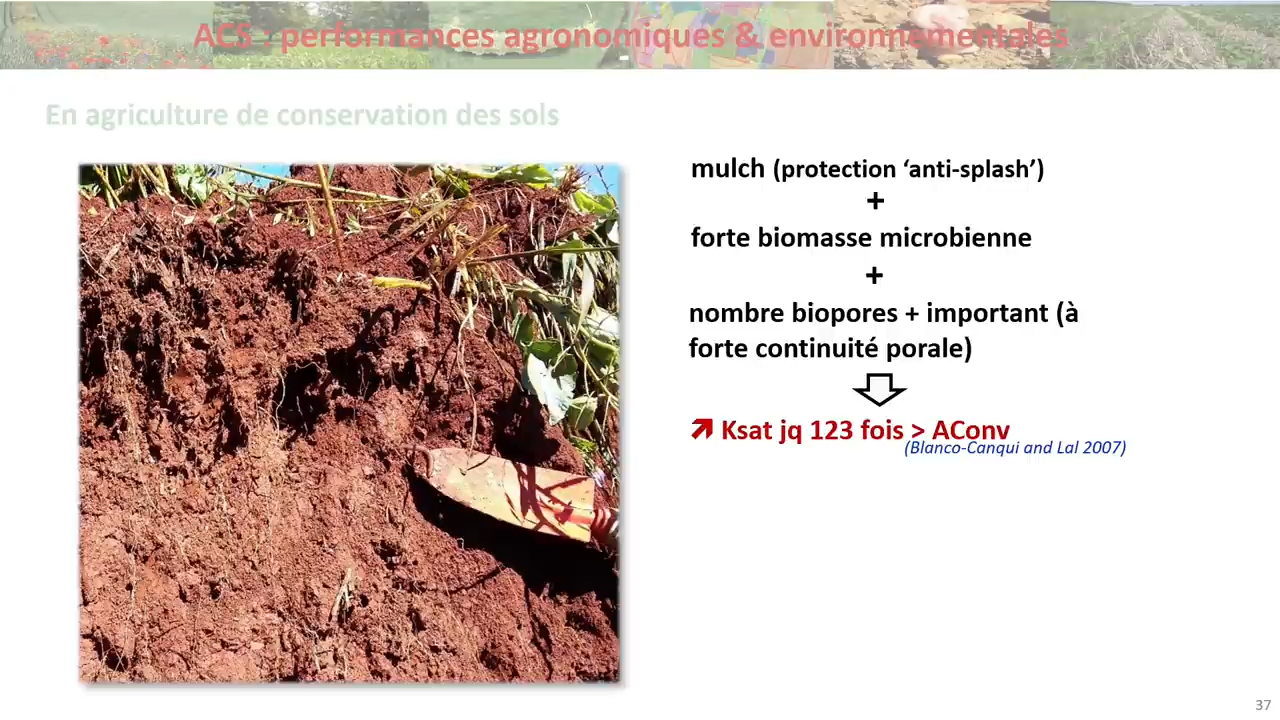 ACS : performances agronomiques & environnementales
-
En agriculture de conservation des sols
mulch (protection ‘anti-splash’)
+
forte biomasse microbienne
+
nombre biopores + important (à
forte continuité porale)
Ksat jq 123 fois > AConv
(Blanco-Canqui and Lal 2007)
37